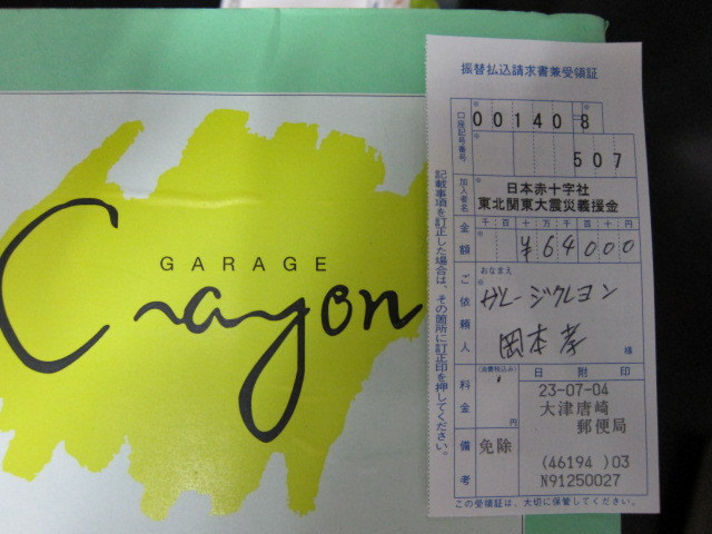 GARAGE
Crayon
振替払込請求書兼受領証
口座記号番号
00140 8
507
加入者名
日本赤十字社
東北関東大震災義援金
金額
千百十万千百十円
¥64000
ご依頼人
おなまえ
ガレージクレヨン
岡本孝
様
料金
(消費税込み)
円
日附印
23-07-04
大津唐崎
郵便局
(46194 )03
N91250027
備考
免除
記載事項を訂正した場合は、その箇所に訂正印を押してください。
この受領証は、大切に保管してください。